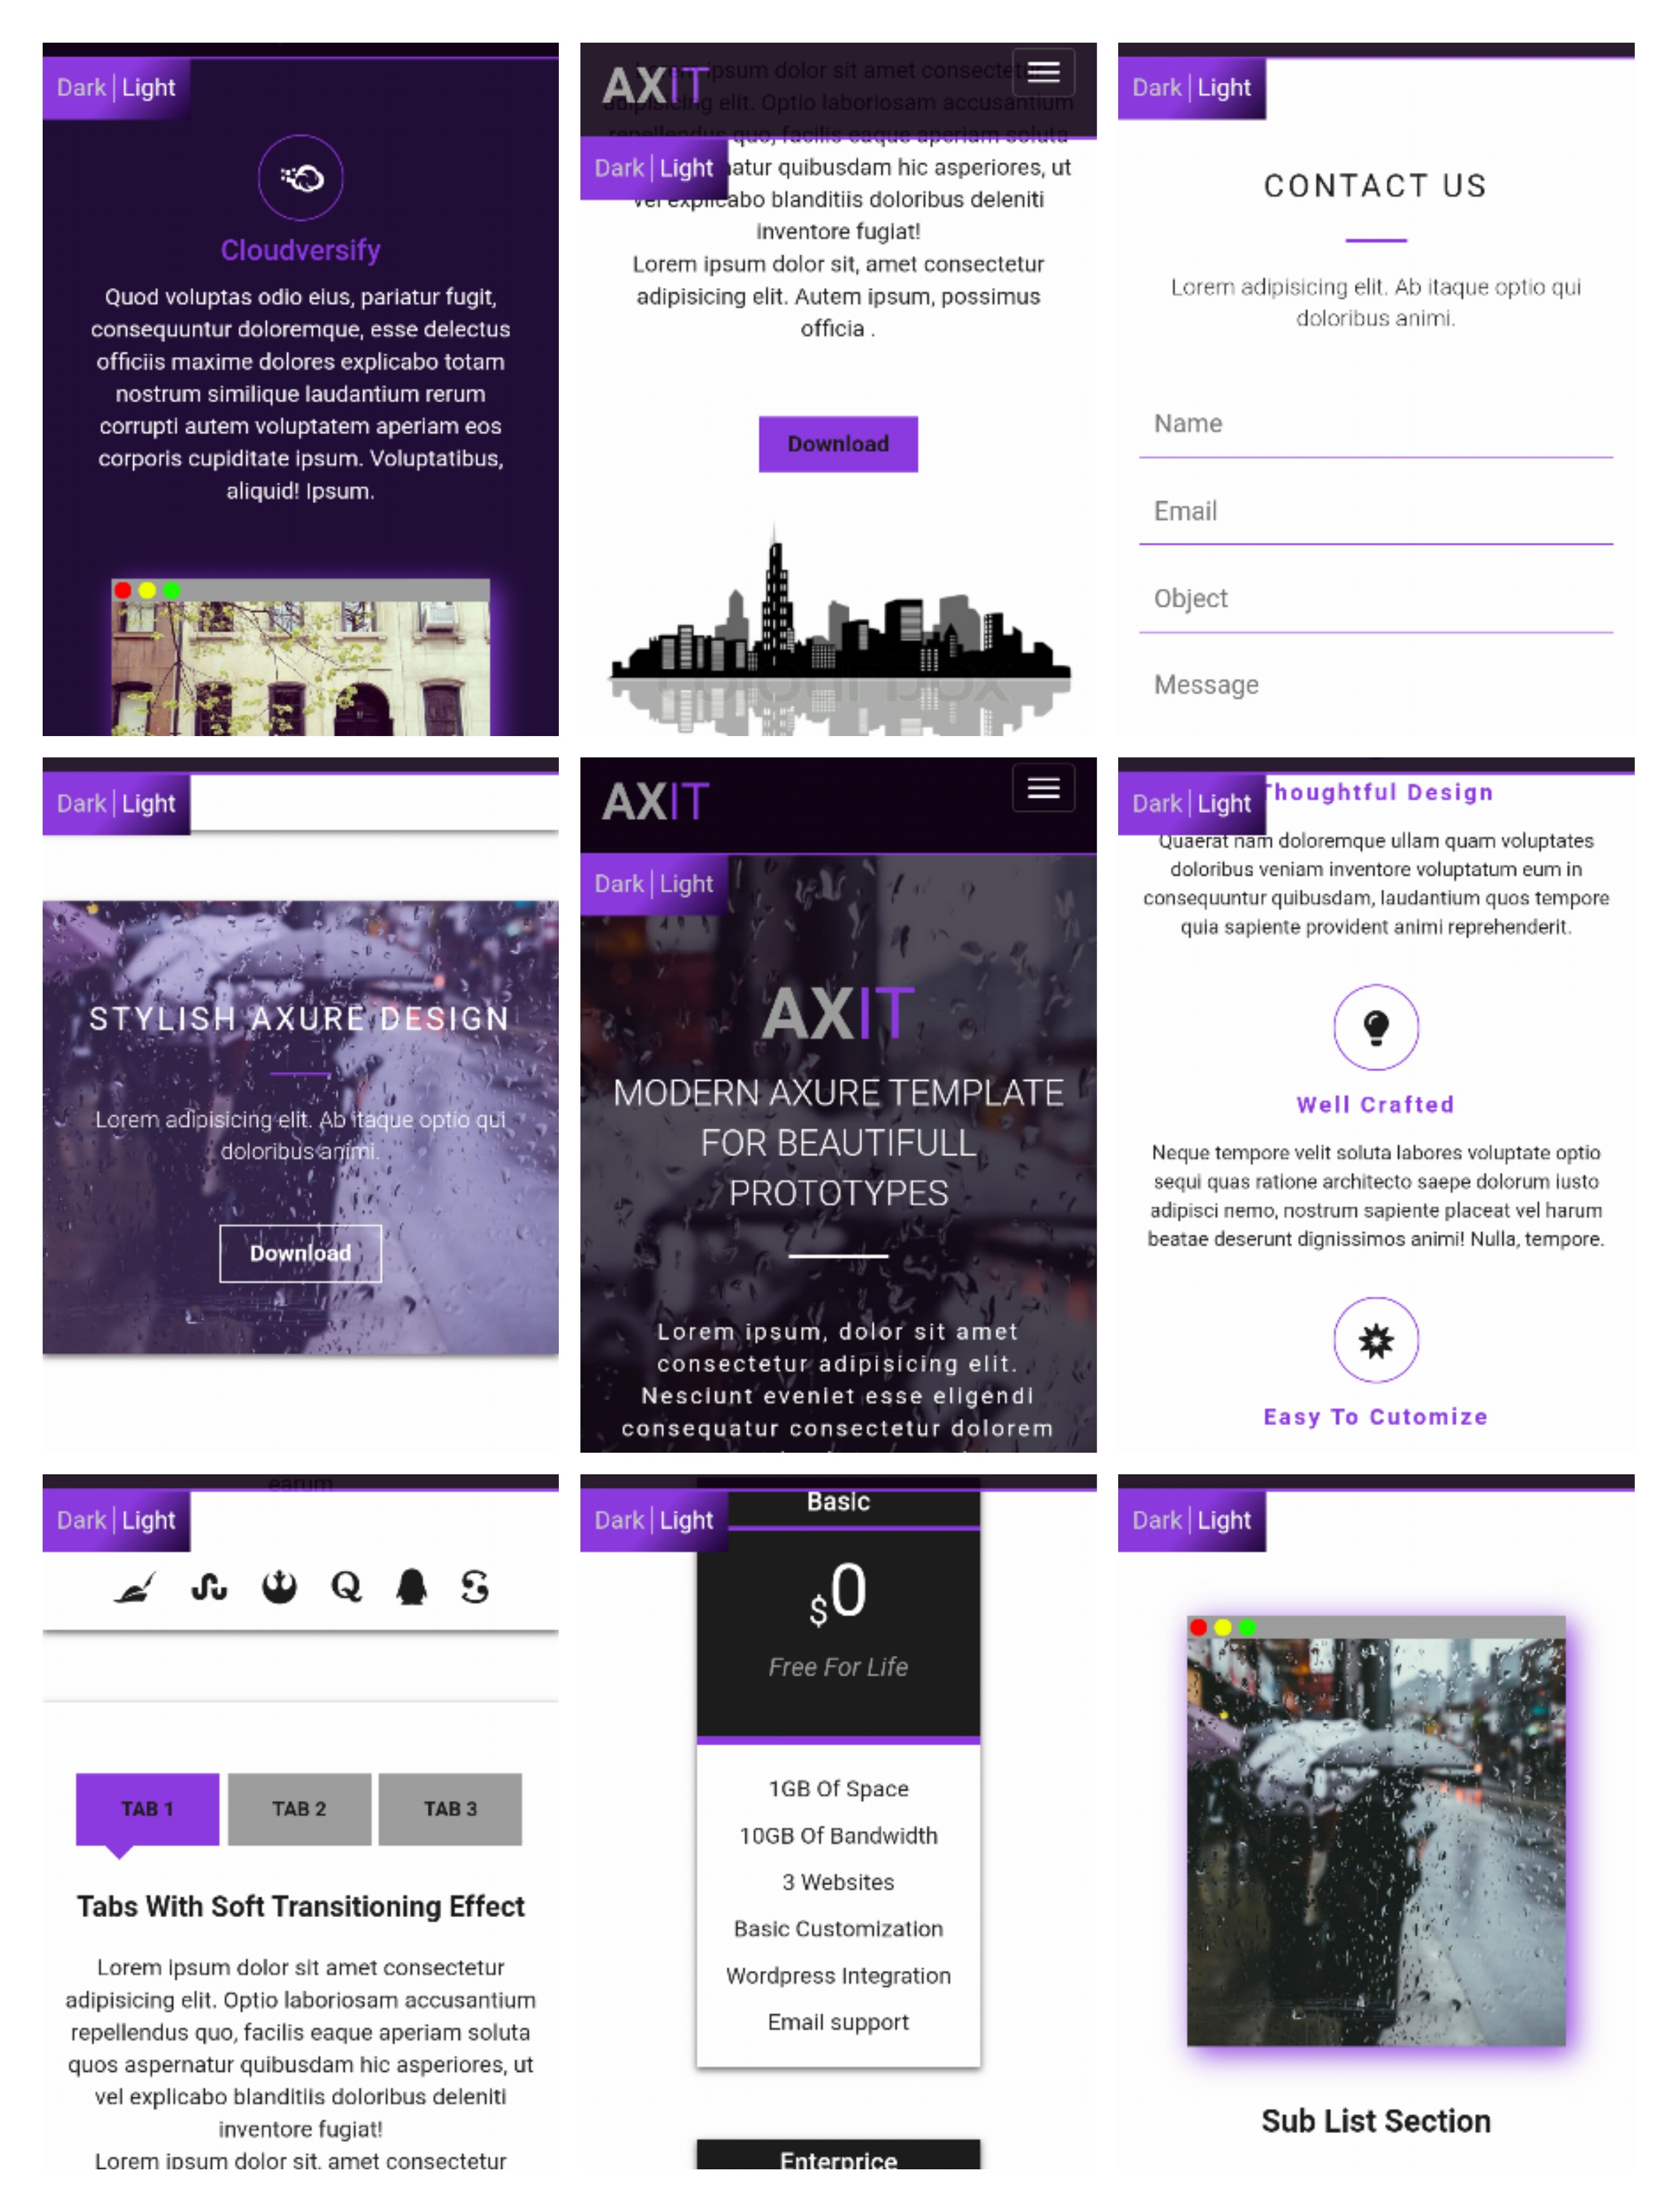 Dark|Light
Cloudversify
Quod voluptas odio eius, pariatur fugit,
consequuntur doloremque, esse delectus
officiis maxime dolores explicabo totam
nostrum similique laudantium rerum
corrupti autem voluptatem aperiam eos
corporis cupiditate ipsum. Voluptatibus,
aliquid! Ipsum.
AXIT
ipsum dolor sit amet consectetur
adipisicing elit. Optio laboriosam accusantium
repellendus quo, facilis eaque aperiam soluta
Dark|Light
natur quibusdam hic asperiores, ut
vel explicabo blanditiis doloribus deleniti
inventore fugiat!
Lorem ipsum dolor sit, amet consectetur
adipisicing elit. Autem ipsum, possimus
officia .
Download
colourbox
Dark|Light
CONTACT US
Lorem adipisicing elit. Ab itaque optio qui
doloribus animi.
Name
Email
Object
Message
Dark|Light
STYLISH AXURE DESIGN
Lorem adipisicing elit. Ab itaque optio qui
doloribus animi.
Download
AXIT
Dark|Light
AXIT
MODERN AXURE TEMPLATE
FOR BEAUTIFULL
PROTOTYPES
Lorem ipsum, dolor sit amet
consectetur adipisicing elit.
Nesciunt eveniet esse eligendi
consequatur consectetur dolorem
Dark|Light
Thoughtful Design
Quaerat nam doloremque ullam quam voluptates
doloribus veniam inventore voluptatum eum in
consequuntur quibusdam, laudantium quos tempore
quia sapiente provident animi reprehenderit.
Well Crafted
Neque tempore velit soluta labores voluptate optio
sequi quas ratione architecto saepe dolorum iusto
adipisci nemo, nostrum sapiente placeat vel harum
beatae deserunt dignissimos animi! Nulla, tempore.
Easy To Cutomize
earum
Dark|Light
TAB 1 TAB 2 TAB 3
Tabs With Soft Transitioning Effect
Lorem ipsum dolor sit amet consectetur
adipisicing elit. Optio laboriosam accusantium
repellendus quo, facilis eaque aperiam soluta
quos aspernatur quibusdam hic asperiores, ut
vel explicabo blanditiis doloribus deleniti
inventore fugiat!
Lorem ipsum dolor sit, amet consectetur
Dark|Light
Basic
$0
Free For Life
1GB Of Space
10GB Of Bandwidth
3 Websites
Basic Customization
Wordpress Integration
Email support
Enterprice
Dark|Light
Sub List Section